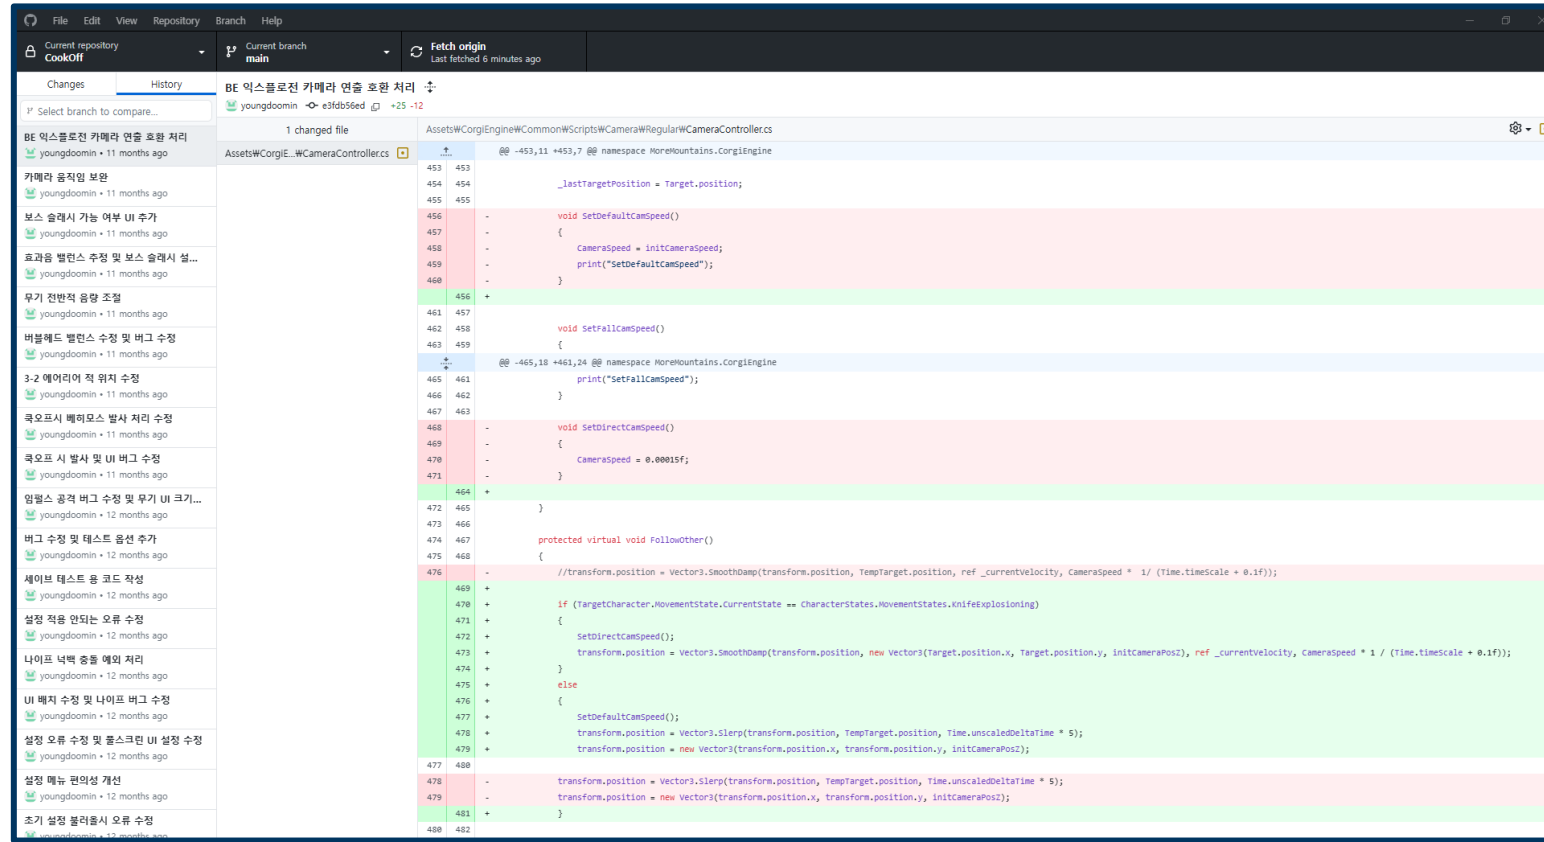 File Edit View Repository Branch Help
Current repository
CookOff
Current branch
main
Fetch origin
Last fetched 6 minutes ago
Changes History
Select branch to compare...
BE 익스플로전 카메라 연출 호환 처리
youngdoomin • 11 months ago
카메라 움직임 보완
youngdoomin • 11 months ago
보스 슬래시 가능 여부 UI 추가
youngdoomin • 11 months ago
효과음 밸런스 추정 및 보스 슬래시 설...
youngdoomin • 11 months ago
무기 전반적 음량 조절
youngdoomin • 11 months ago
버블헤드 밸런스 수정 및 버그 수정
youngdoomin • 11 months ago
3-2 에어리어 적 위치 수정
youngdoomin • 11 months ago
쿡오프시 베히모스 발사 처리 수정
youngdoomin • 11 months ago
쿡오프 시 발사 및 UI 버그 수정
youngdoomin • 11 months ago
임펄스 공격 버그 수정 및 무기 UI 크기...
youngdoomin • 12 months ago
버그 수정 및 테스트 옵션 추가
youngdoomin • 12 months ago
세이브 테스트 용 코드 작성
youngdoomin • 12 months ago
설정 적용 안되는 오류 수정
youngdoomin • 12 months ago
나이프 넉백 충돌 예외 처리
youngdoomin • 12 months ago
UI 배치 수정 및 나이프 버그 수정
youngdoomin • 12 months ago
설정 오류 수정 및 풀스크린 UI 설정 수정
youngdoomin • 12 months ago
설정 메뉴 편의성 개선
youngdoomin • 12 months ago
초기 설정 불러올시 오류 수정
youngdoomin • 12 months ago
BE 익스플로전 카메라 연출 호환 처리
youngdoomin e3fdb56ed +25 -12
1 changed file
Assets₩CorgiE...₩CameraController.cs
Assets₩CorgiEngine₩Common₩Scripts₩Camera₩Regular₩CameraController.cs
@@ -453,11 +453,7 @@ namespace MoreMountains.CorgiEngine
453 453
454 454 _lastTargetPosition = Target.position;
455 455
456 - void SetDefaultCamSpeed()
457 - {
458 - CameraSpeed = initCameraSpeed;
459 - print("SetDefaultCamSpeed");
460 - }
456 +
461 457
462 458 void SetFallCamSpeed()
463 459 {
@@ -465,18 +461,24 @@ namespace MoreMountains.CorgiEngine
465 461 print("SetFallCamSpeed");
466 462 }
467 463
468 - void SetDirectCamSpeed()
469 - {
470 - CameraSpeed = 0.00015f;
471 - }
464 +
472 465 }
473 466
474 467 protected virtual void FollowOther()
475 468 {
476 - //transform.position = Vector3.SmoothDamp(transform.position, TempTarget.position, ref _currentVelocity, CameraSpeed * 1/ (Time.timeScale + 0.1f));
469 +
470 + if (TargetCharacter.MovementState.CurrentState == CharacterStates.MovementStates.KnifeExplosioning)
471 + {
472 + SetDirectCamSpeed();
473 + transform.position = Vector3.SmoothDamp(transform.position, new Vector3(Target.position.x, Target.position.y, initCameraPosZ), ref _currentVelocity, CameraSpeed * 1 / (Time.timeScale + 0.1f));
474 + }
475 + else
476 + {
477 + SetDefaultCamSpeed();
478 + transform.position = Vector3.Slerp(transform.position, TempTarget.position, Time.unscaledDeltaTime * 5);
479 + transform.position = new Vector3(transform.position.x, transform.position.y, initCameraPosZ);
477 480
478 - transform.position = Vector3.Slerp(transform.position, TempTarget.position, Time.unscaledDeltaTime * 5);
479 - transform.position = new Vector3(transform.position.x, transform.position.y, initCameraPosZ);
481 + }
480 482